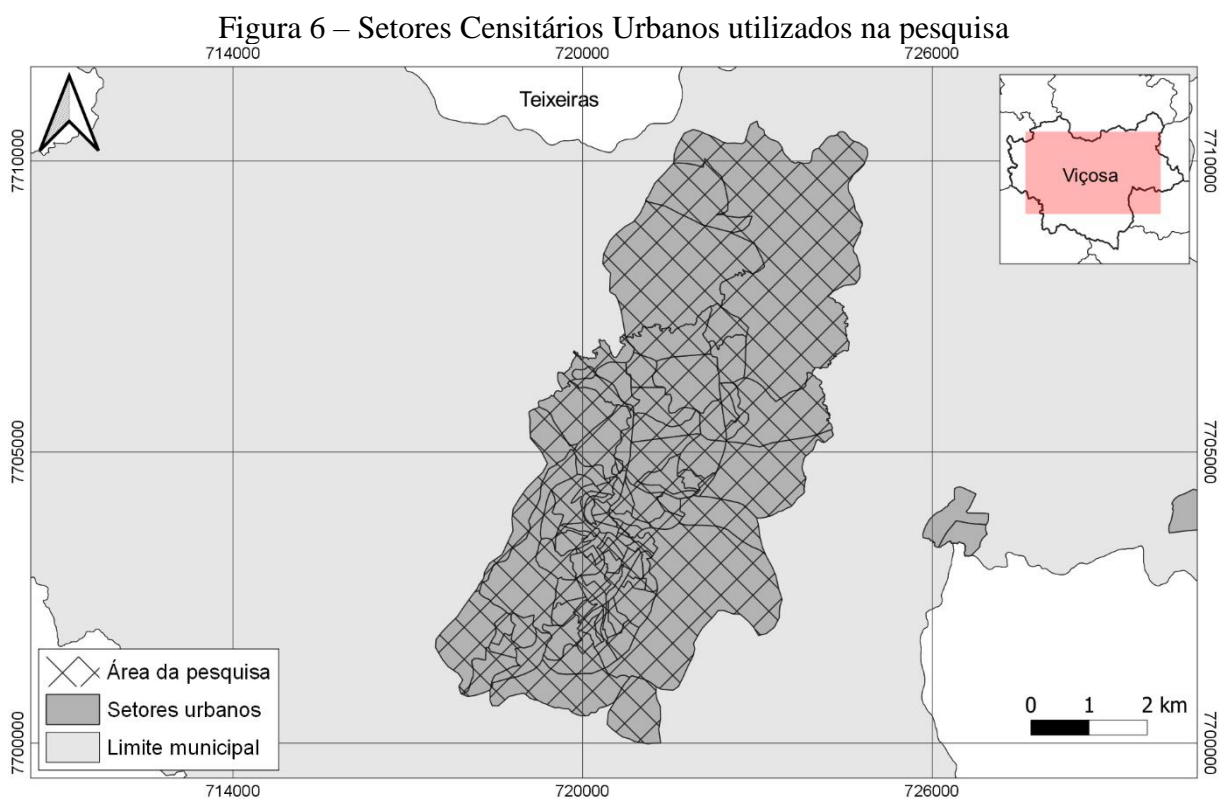 Figura 6 – Setores Censitários Urbanos utilizados na pesquisa
714000
720000
726000
Teixeiras
7710000
7710000
Viçosa
7705000
7705000
Área da pesquisa
Setores urbanos
Limite municipal
0 1 2 km
7700000
7700000
714000
720000
726000